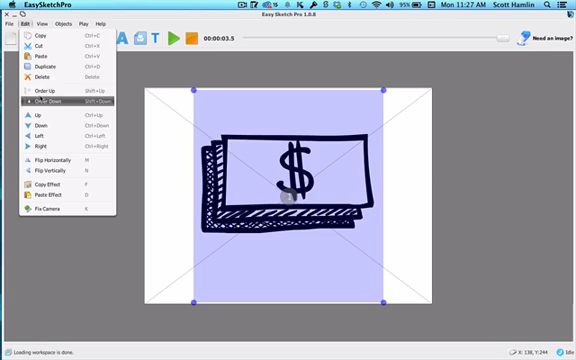 EasySketchPro
95%
Mon 11:27 AM Scott Hamlin
EasySketch Pro 1.0.8
Scott Edit View Objects Play Help
A T
00:00:03.5
Need an image?
Copy Ctrl+C
Cut Ctrl+X
Paste Ctrl+V
Duplicate Ctrl+D
Delete Delete
Order Up Shift+Up
Order Down Shift+Down
Up Ctrl+Up
Down Ctrl+Down
Left Ctrl+Left
Right Ctrl+Right
Flip Horizontally M
Flip Vertically N
Copy Effect F
Paste Effect D
Fix Camera K
$
Loading workspace is done.
X: 138, Y:244
Idle